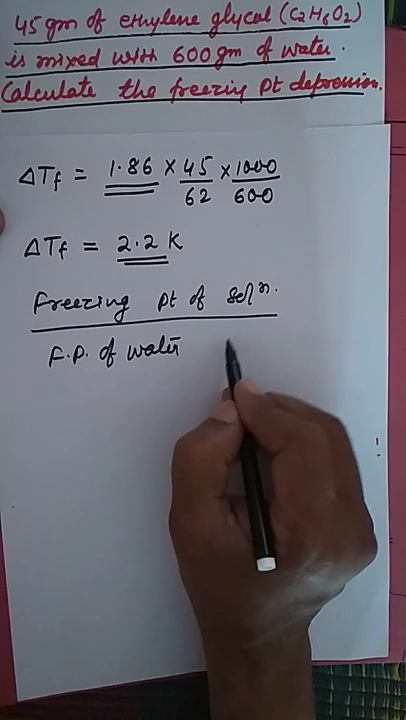 45 gm of ethylene glycol (C₂H₆O₂)
is mixed with 600 gm of water.
Calculate the freezing pt depression.
ΔTf = 1.86 × 45/62 × 1000/600
ΔTf = 2.2 K
Freezing pt of solⁿ.
F.P. of water